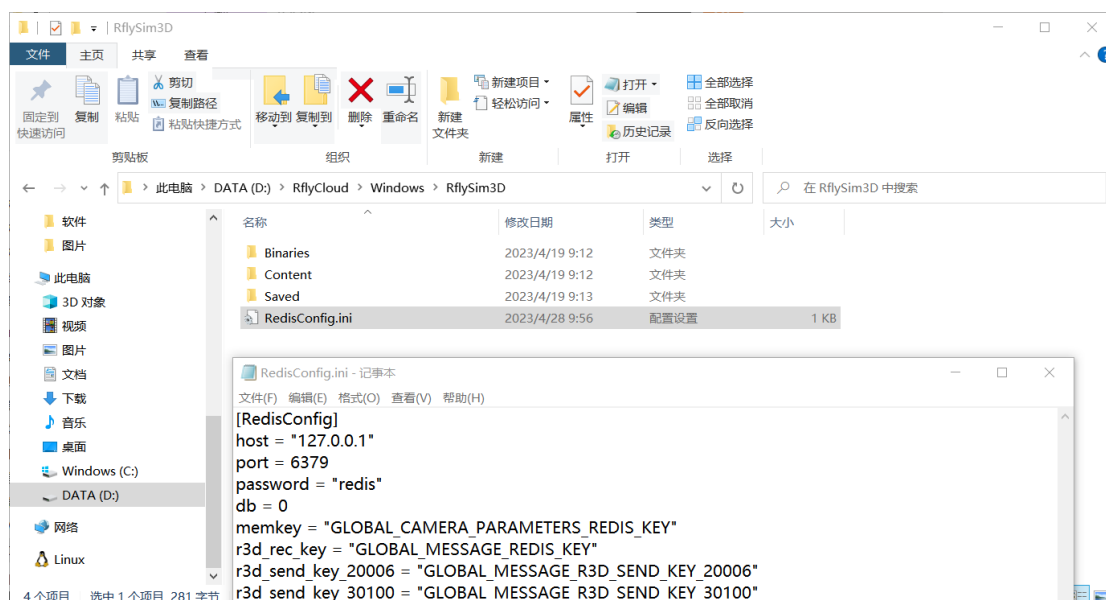 RflySim3D
文件 主页 共享 查看
固定到快速访问 复制 粘贴 剪切 复制路径 粘贴快捷方式 移动到 复制到 删除 重命名 新建文件夹 新建项目 轻松访问 属性 打开 编辑 历史记录 全部选择 全部取消 反向选择
剪贴板 组织 新建 打开 选择
此电脑 > DATA (D:) > RflyCloud > Windows > RflySim3D 在 RflySim3D 中搜索
软件
图片
此电脑
3D 对象
视频
图片
文档
下载
音乐
桌面
Windows (C:)
DATA (D:)
网络
Linux
名称 修改日期 类型 大小
Binaries 2023/4/19 9:12 文件夹
Content 2023/4/19 9:12 文件夹
Saved 2023/4/19 9:13 文件夹
RedisConfig.ini 2023/4/28 9:56 配置设置 1 KB
RedisConfig.ini - 记事本
文件(F) 编辑(E) 格式(O) 查看(V) 帮助(H)
[RedisConfig]
host = "127.0.0.1"
port = 6379
password = "redis"
db = 0
memkey = "GLOBAL_CAMERA_PARAMETERS_REDIS_KEY"
r3d_rec_key = "GLOBAL_MESSAGE_REDIS_KEY"
r3d_send_key_20006 = "GLOBAL_MESSAGE_R3D_SEND_KEY_20006"
r3d_send_key_30100 = "GLOBAL_MESSAGE_R3D_SEND_KEY_30100"
4 个项目 选中 1 个项目 281 字节